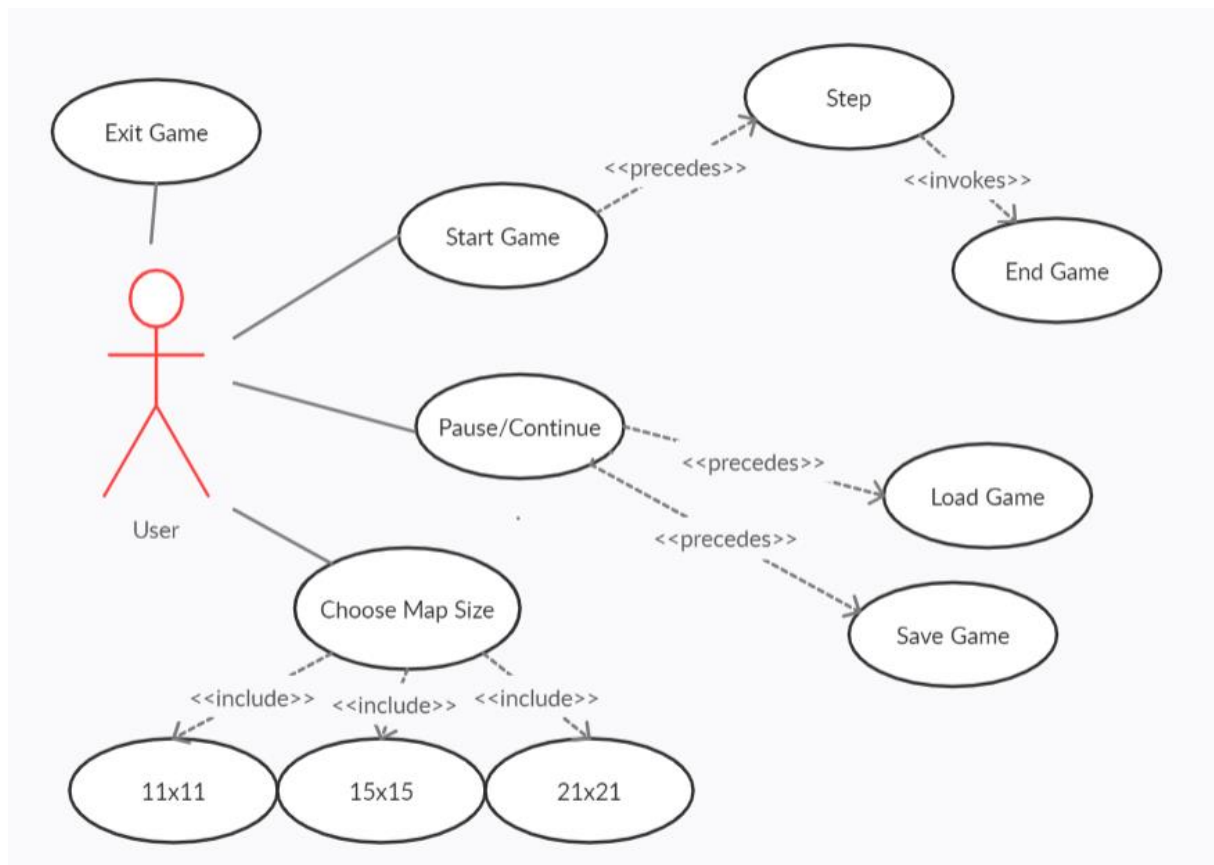 Step
Exit Game
<<precedes>>
<<invokes>>
Start Game
End Game
Pause/Continue
<<precedes>>
Load Game
User
<<precedes>>
Choose Map Size
Save Game
<<include>>
<<include>>
<<include>>
11x11
15x15
21x21